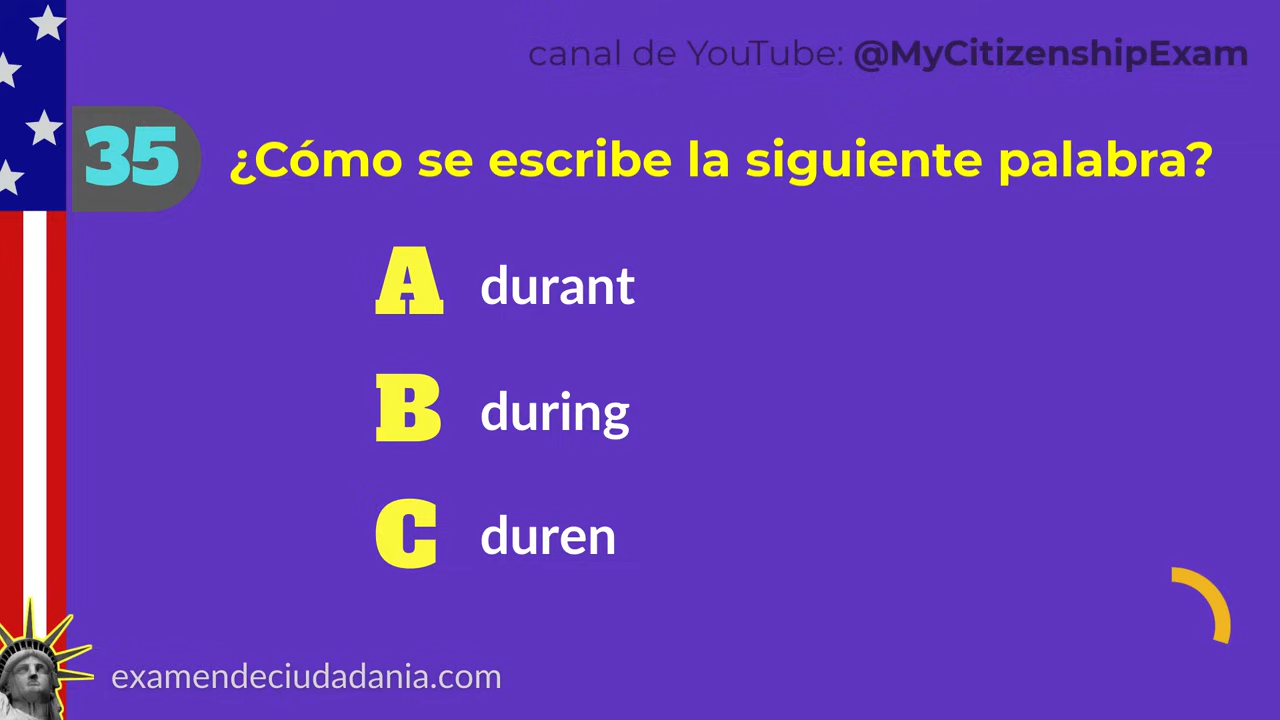 canal de YouTube: @MyCitizenshipExam
35 ¿Cómo se escribe la siguiente palabra?
A durant
B during
C duren
examendeciudadania.com